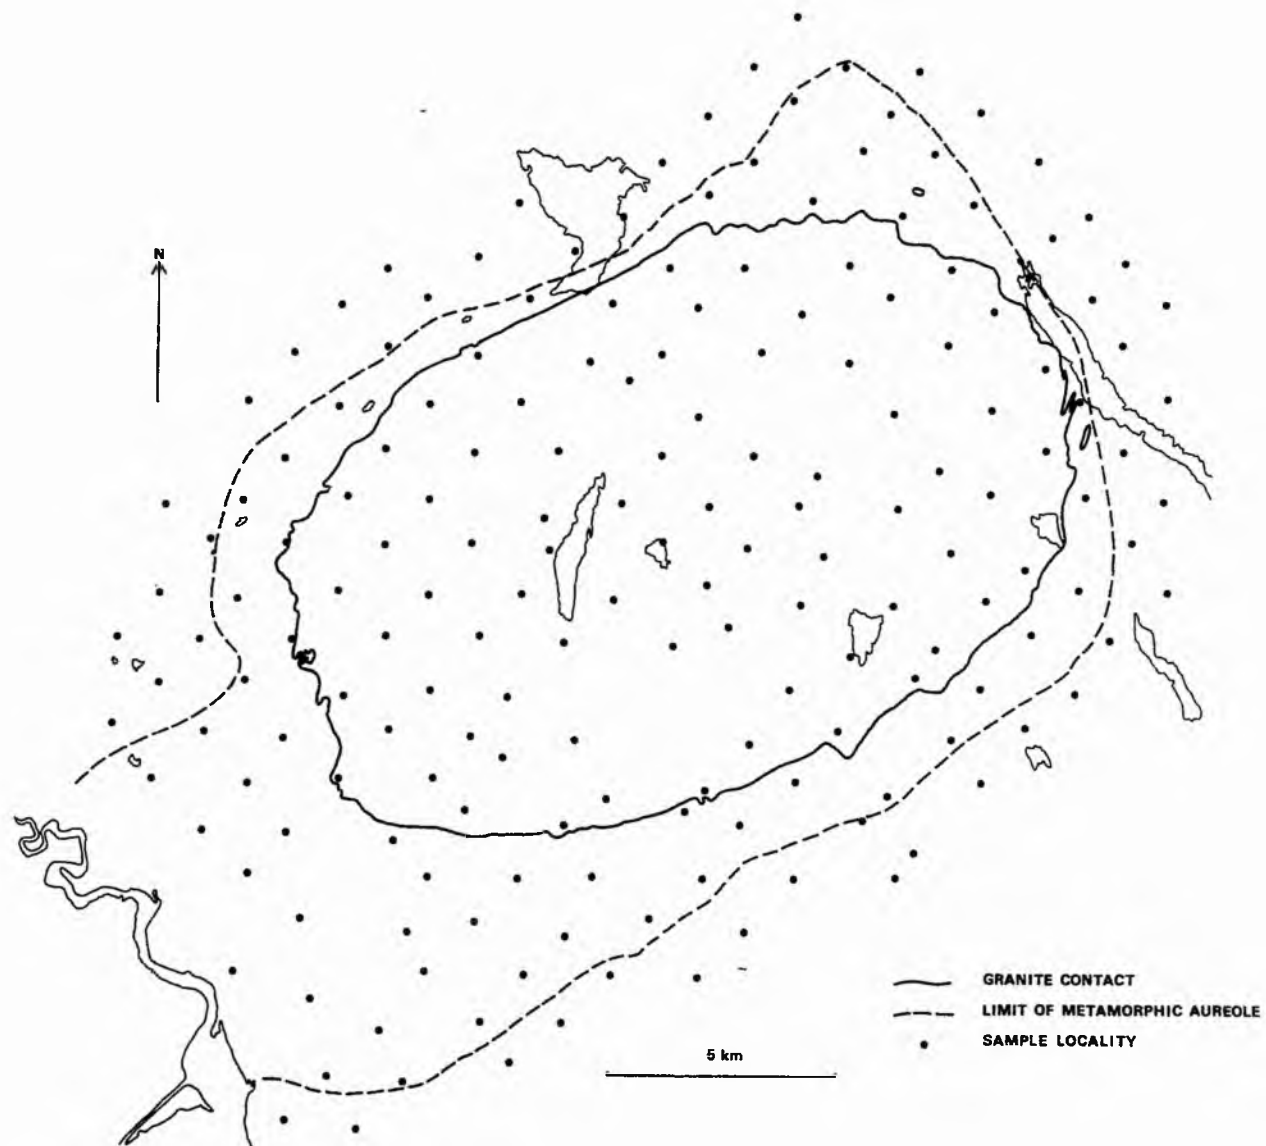 N
GRANITE CONTACT
LIMIT OF METAMORPHIC AUREOLE
SAMPLE LOCALITY
5 km